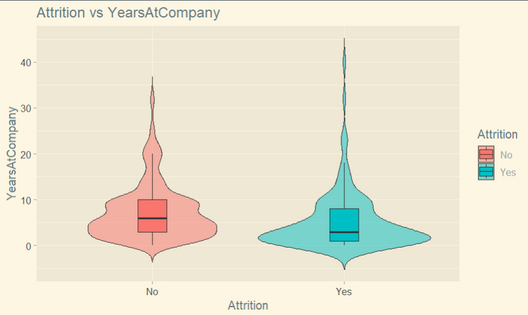 Attrition vs YearsAtCompany
YearsAtCompany
40
30
20
10
0
No
Yes
Attrition
Attrition
No
Yes